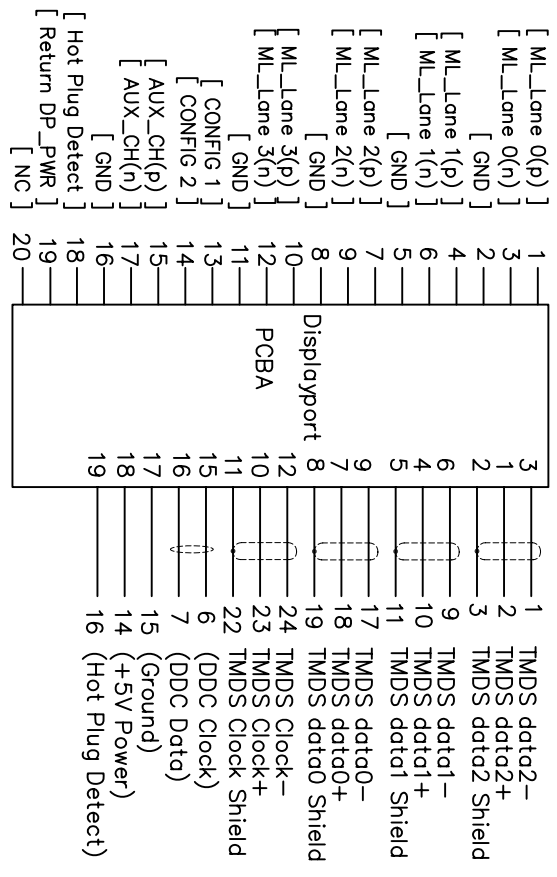 [ ML_Lane 0(p) ] 1
[ ML_Lane 0(n) ] 3
[ GND ] 2
[ ML_Lane 1(p) ] 4
[ ML_Lane 1(n) ] 6
[ GND ] 5
[ ML_Lane 2(p) ] 7
[ ML_Lane 2(n) ] 9
[ GND ] 8
[ ML_Lane 3(p) ] 10
[ ML_Lane 3(n) ] 12
[ GND ] 11
[ CONFIG 1 ] 13
[ CONFIG 2 ] 14
[ AUX_CH(p) ] 15
[ AUX_CH(n) ] 17
[ GND ] 16
[ Hot Plug Detect ] 18
[ Return DP_PWR ] 19
[ NC ] 20
Displayport
PCBA
3 1 TMDS data2-
1 2 TMDS data2+
2 3 TMDS data2 Shield
6 9 TMDS data1-
4 10 TMDS data1+
5 11 TMDS data1 Shield
9 17 TMDS data0-
7 18 TMDS data0+
8 19 TMDS data0 Shield
12 24 TMDS Clock-
10 23 TMDS Clock+
11 22 TMDS Clock Shield
15 6 (DDC Clock)
16 7 (DDC Data)
17 15 (Ground)
18 14 (+5V Power)
19 16 (Hot Plug Detect)